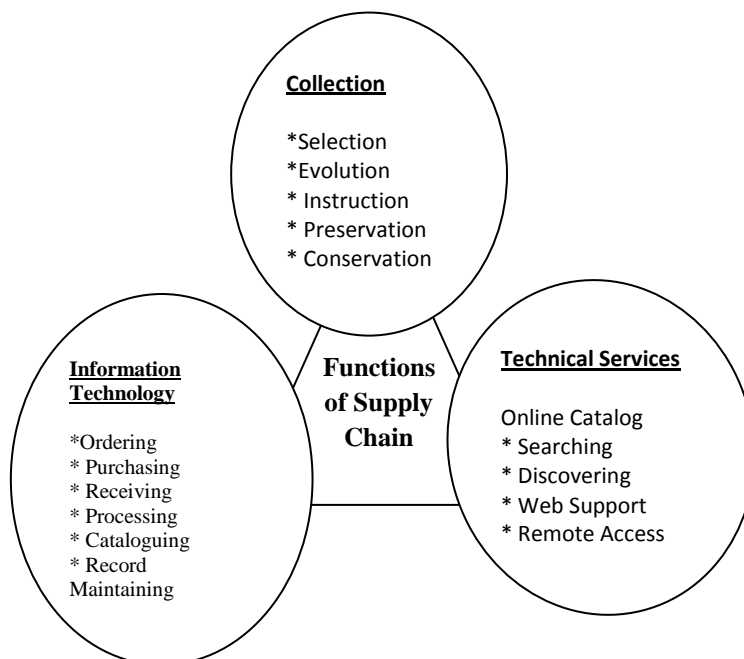 Collection
*Selection
*Evolution
* Instruction
* Preservation
* Conservation
Functions
of Supply
Chain
Information
Technology
*Ordering
* Purchasing
* Receiving
* Processing
* Cataloguing
* Record
Maintaining
Technical Services
Online Catalog
* Searching
* Discovering
* Web Support
* Remote Access